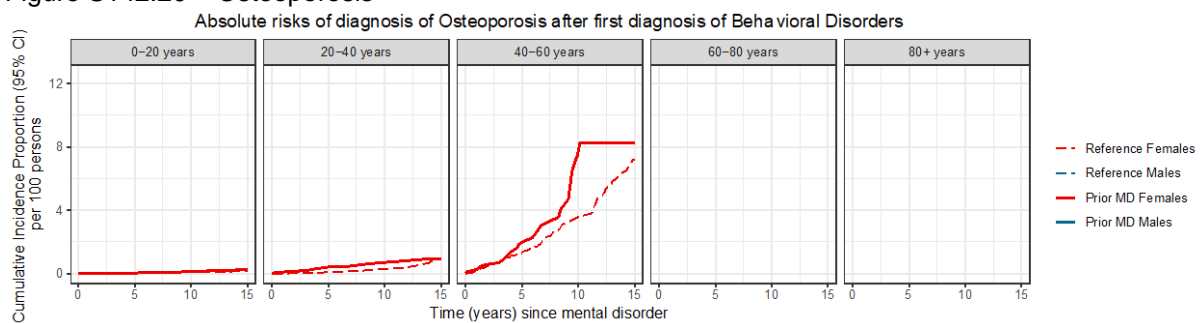 Absolute risks of diagnosis of Osteoporosis after first diagnosis of Behavioral Disorders
0−20 years
20−40 years
40−60 years
60−80 years
80+ years
Cumulative Incidence Proportion (95% CI)
per 100 persons
12
8
4
0
0 5 10 15
0 5 10 15
0 5 10 15
0 5 10 15
0 5 10 15
Time (years) since mental disorder
Reference Females
Reference Males
Prior MD Females
Prior MD Males